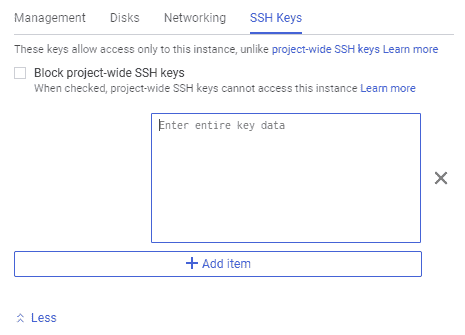 Management Disks Networking SSH Keys
These keys allow access only to this instance, unlike project-wide SSH keys Learn more
Block project-wide SSH keys
When checked, project-wide SSH keys cannot access this instance Learn more
Enter entire key data
Add item
Less